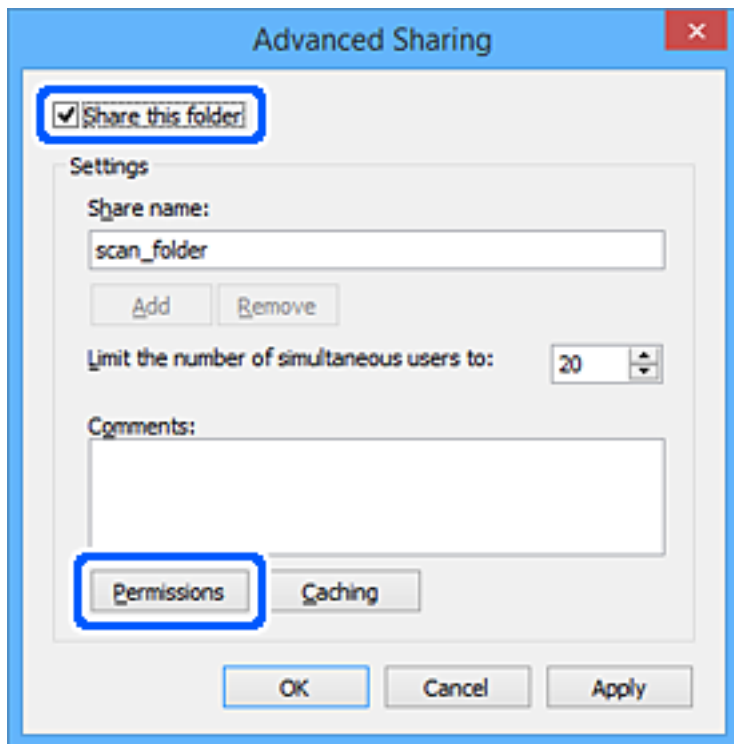 Advanced Sharing
Share this folder
Settings
Share name:
scan_folder
Add Remove
Limit the number of simultaneous users to: 20
Comments:
Permissions Caching
OK Cancel Apply